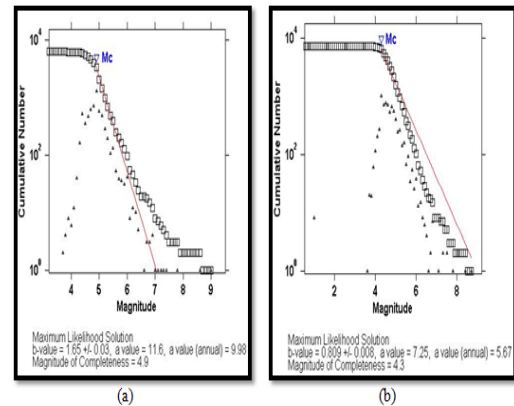 10⁴
Mc
Cumulative Number
10²
10⁰
4 5 6 7 8 9
Magnitude
Maximum Likelihood Solution
b-value = 1.65 +/- 0.03, a value = 11.6, a value (annual) = 9.98
Magnitude of Completeness = 4.9
(a)
10⁴
Mc
Cumulative Number
10²
10⁰
2 4 6 8
Magnitude
Maximum Likelihood Solution
b-value = 0.809 +/- 0.008, a value = 7.25, a value (annual) = 5.67
Magnitude of Completeness = 4.3
(b)